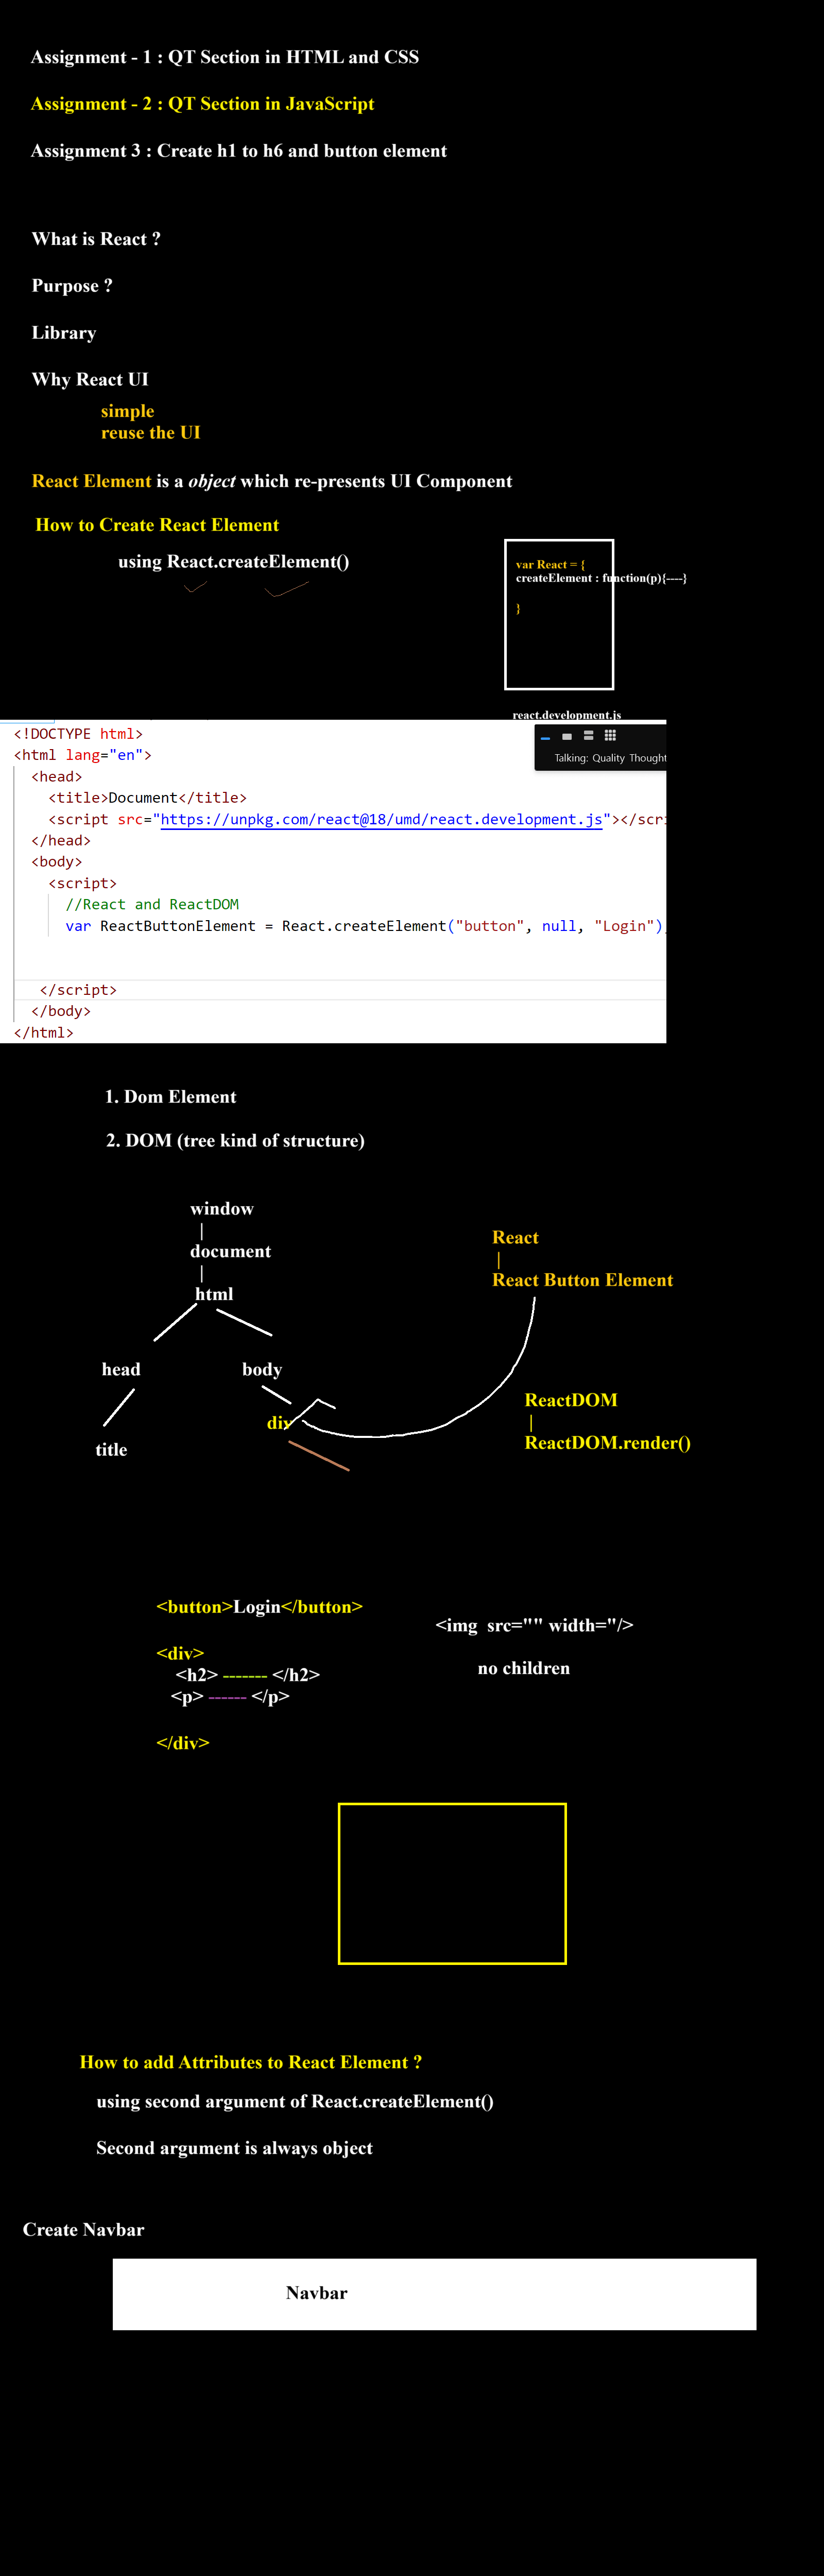 Assignment - 1 : QT Section in HTML and CSS
Assignment - 2 : QT Section in JavaScript
Assignment 3 : Create h1 to h6 and button element
What is React ?
Purpose ?
Library
Why React UI
simple
reuse the UI
React Element is a object which re-presents UI Component
How to Create React Element
using React.createElement()
var React = {
createElement : function(p){----}
}
react.development.js
<!DOCTYPE html>
<html lang="en">
<head>
<title>Document</title>
<script src="https://unpkg.com/react@18/umd/react.development.js"></scri
</head>
<body>
<script>
//React and ReactDOM
var ReactButtonElement = React.createElement("button", null, "Login")
</script>
</body>
</html>
Talking: Quality Thought
1. Dom Element
2. DOM (tree kind of structure)
window
|
document
|
html
head
body
div
title
React
|
React Button Element
ReactDOM
|
ReactDOM.render()
<button>Login</button>
<div>
<h2> ------- </h2>
<p> ------ </p>
</div>
<img  src="" width="/>
no children
How to add Attributes to React Element ?
using second argument of React.createElement()
Second argument is always object
Create Navbar
Navbar